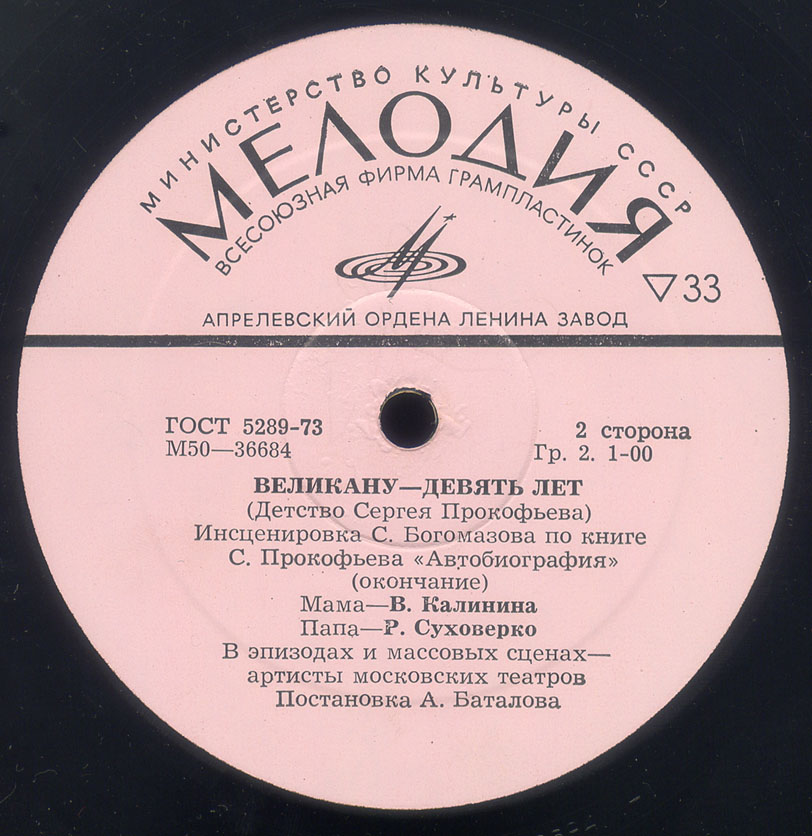 МИНИСТЕРСТВО КУЛЬТУРЫ СССР
МЕЛОДИЯ
ВСЕСОЮЗНАЯ ФИРМА ГРАМПЛАСТИНОК
▽33
АПРЕЛЕВСКИЙ ОРДЕНА ЛЕНИНА ЗАВОД
ГОСТ 5289-73
2 сторона
М50—36684
Гр. 2. 1-00
ВЕЛИКАНУ—ДЕВЯТЬ ЛЕТ
(Детство Сергея Прокофьева)
Инсценировка С. Богомазова по книге
С. Прокофьева «Автобиография»
(окончание)
Мама—В. Калинина
Папа—Р. Суховерко
В эпизодах и массовых сценах—
артисты московских театров
Постановка А. Баталова